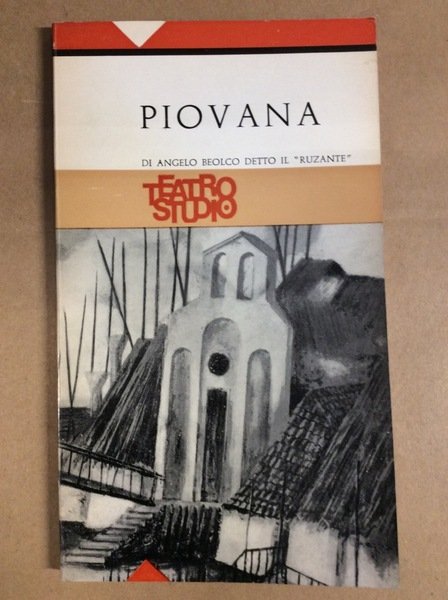 PIOVANA
DI ANGELO BEOLCO DETTO IL "RUZANTE"
TEATRO
STUDIO